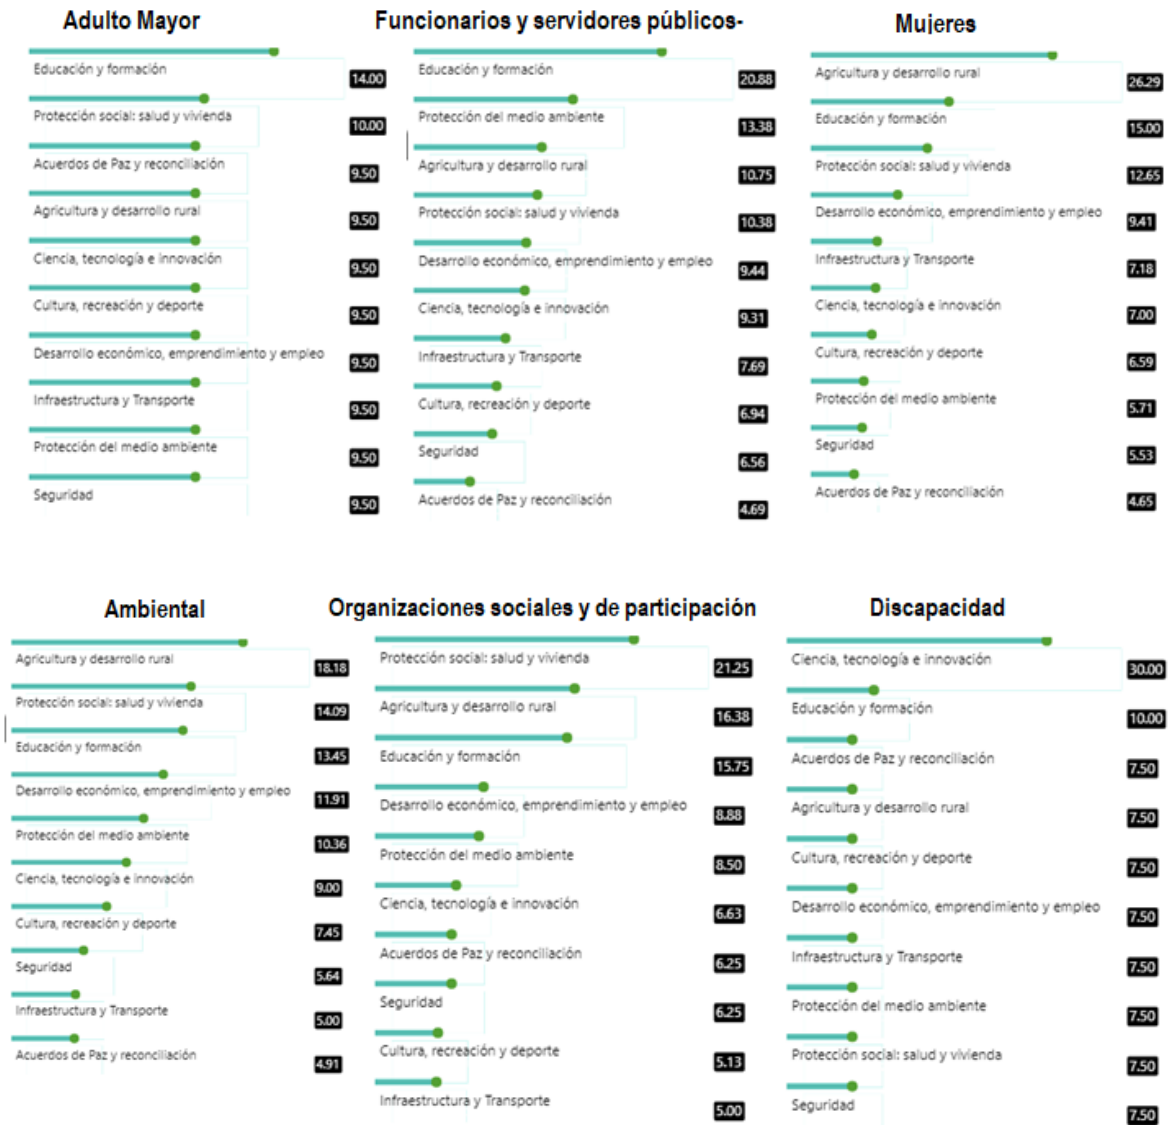 Adulto Mayor
Educación y formación
14.00
Protección social: salud y vivienda
10.00
Acuerdos de Paz y reconciliación
9.50
Agricultura y desarrollo rural
9.50
Ciencia, tecnología e innovación
9.50
Cultura, recreación y deporte
9.50
Desarrollo económico, emprendimiento y empleo
9.50
Infraestructura y Transporte
9.50
Protección del medio ambiente
9.50
Seguridad
9.50
Funcionarios y servidores públicos-
Educación y formación
20.88
Protección del medio ambiente
13.38
Agricultura y desarrollo rural
10.75
Protección social: salud y vivienda
10.38
Desarrollo económico, emprendimiento y empleo
9.44
Ciencia, tecnología e innovación
9.31
Infraestructura y Transporte
7.69
Cultura, recreación y deporte
6.94
Seguridad
6.56
Acuerdos de Paz y reconciliación
4.69
Mujeres
Agricultura y desarrollo rural
26.29
Educación y formación
15.00
Protección social: salud y vivienda
12.65
Desarrollo económico, emprendimiento y empleo
9.41
Infraestructura y Transporte
7.18
Ciencia, tecnología e innovación
7.00
Cultura, recreación y deporte
6.59
Protección del medio ambiente
5.71
Seguridad
5.53
Acuerdos de Paz y reconciliación
4.65
Ambiental
Agricultura y desarrollo rural
18.18
Protección social: salud y vivienda
14.09
Educación y formación
13.45
Desarrollo económico, emprendimiento y empleo
11.91
Protección del medio ambiente
10.36
Ciencia, tecnología e innovación
9.00
Cultura, recreación y deporte
7.45
Seguridad
5.64
Infraestructura y Transporte
5.00
Acuerdos de Paz y reconciliación
4.91
Organizaciones sociales y de participación
Protección social: salud y vivienda
21.25
Agricultura y desarrollo rural
16.38
Educación y formación
15.75
Desarrollo económico, emprendimiento y empleo
8.88
Protección del medio ambiente
8.50
Ciencia, tecnología e innovación
6.63
Acuerdos de Paz y reconciliación
6.25
Seguridad
6.25
Cultura, recreación y deporte
5.13
Infraestructura y Transporte
5.00
Discapacidad
Ciencia, tecnología e innovación
30.00
Educación y formación
10.00
Acuerdos de Paz y reconciliación
7.50
Agricultura y desarrollo rural
7.50
Cultura, recreación y deporte
7.50
Desarrollo económico, emprendimiento y empleo
7.50
Infraestructura y Transporte
7.50
Protección del medio ambiente
7.50
Protección social: salud y vivienda
7.50
Seguridad
7.50